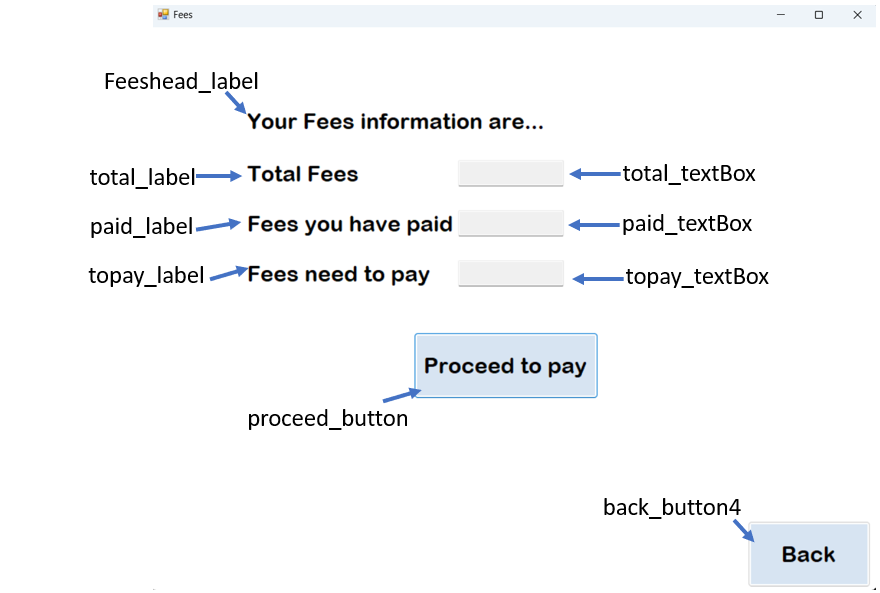 Fees
Feeshead_label
Your Fees information are...
total_label Total Fees total_textBox
paid_label Fees you have paid paid_textBox
topay_label Fees need to pay topay_textBox
Proceed to pay
proceed_button
back_button4
Back